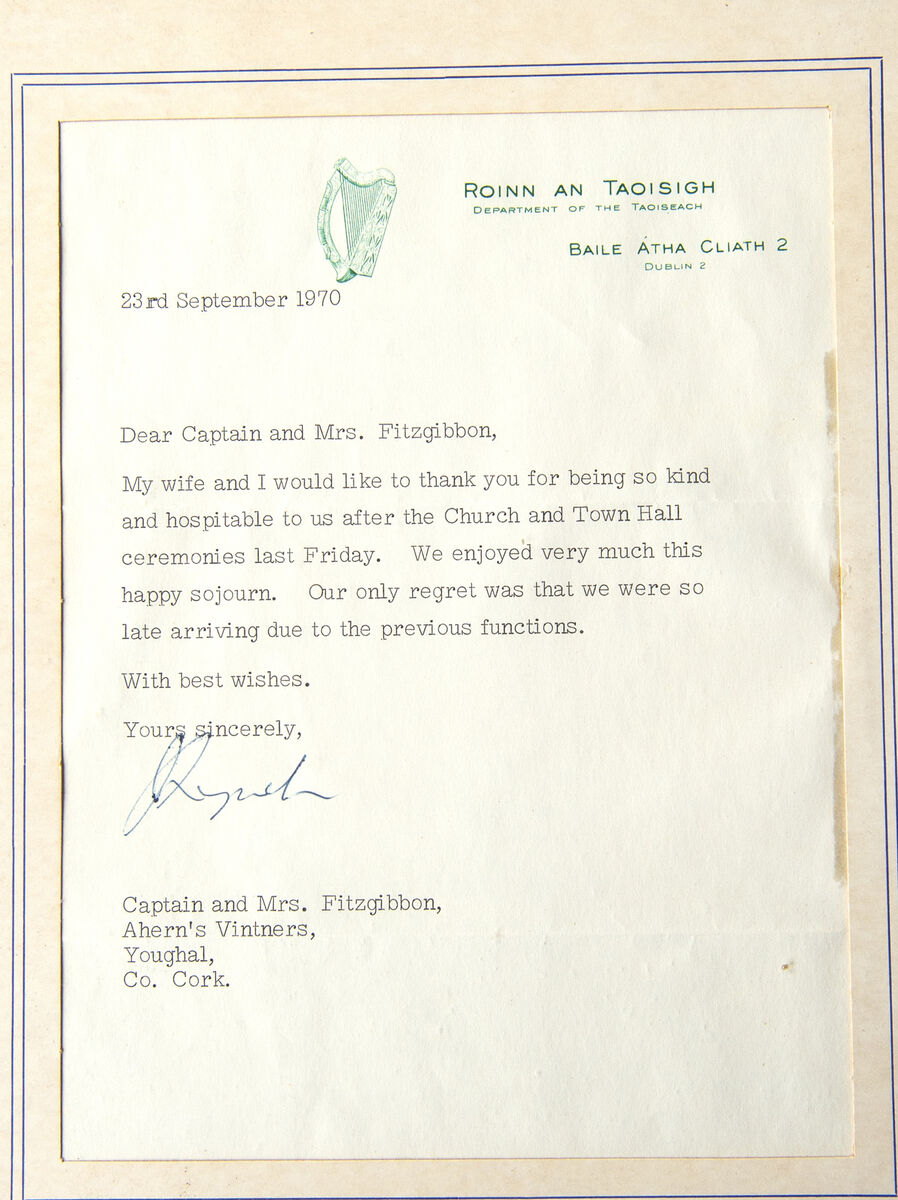 ROINN AN TAOISIGH
DEPARTMENT OF THE TAOISEACH
BAILE ÁTHA CLIATH 2
DUBLIN 2
23rd September 1970
Dear Captain and Mrs. Fitzgibbon,
My wife and I would like to thank you for being so kind
and hospitable to us after the Church and Town Hall
ceremonies last Friday. We enjoyed very much this
happy sojourn. Our only regret was that we were so
late arriving due to the previous functions.
With best wishes.
Yours sincerely,
Captain and Mrs. Fitzgibbon,
Ahern's Vintners,
Youghal,
Co. Cork.